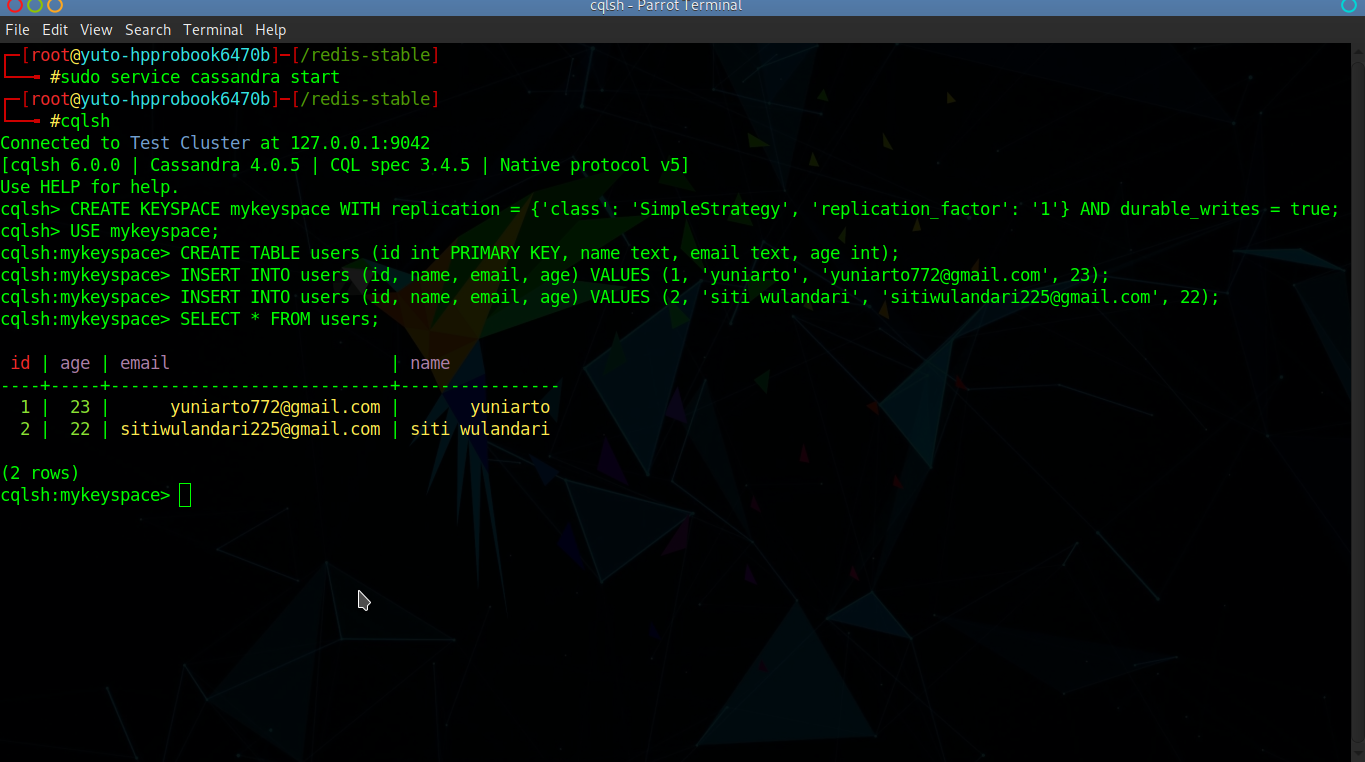 cqlsh - Parrot Terminal
File Edit View Search Terminal Help
┌─[root@yuto-hpprobook6470b]─[/redis-stable]
└──╼ #sudo service cassandra start
┌─[root@yuto-hpprobook6470b]─[/redis-stable]
└──╼ #cqlsh
Connected to Test Cluster at 127.0.0.1:9042
[cqlsh 6.0.0 | Cassandra 4.0.5 | CQL spec 3.4.5 | Native protocol v5]
Use HELP for help.
cqlsh> CREATE KEYSPACE mykeyspace WITH replication = {'class': 'SimpleStrategy', 'replication_factor': '1'} AND durable_writes = true;
cqlsh> USE mykeyspace;
cqlsh:mykeyspace> CREATE TABLE users (id int PRIMARY KEY, name text, email text, age int);
cqlsh:mykeyspace> INSERT INTO users (id, name, email, age) VALUES (1, 'yuniarto', 'yuniarto772@gmail.com', 23);
cqlsh:mykeyspace> INSERT INTO users (id, name, email, age) VALUES (2, 'siti wulandari', 'sitiwulandari225@gmail.com', 22);
cqlsh:mykeyspace> SELECT * FROM users;
 id | age | email                      | name
----+-----+----------------------------+----------------
  1 |  23 |      yuniarto772@gmail.com |       yuniarto
  2 |  22 | sitiwulandari225@gmail.com | siti wulandari
(2 rows)
cqlsh:mykeyspace>